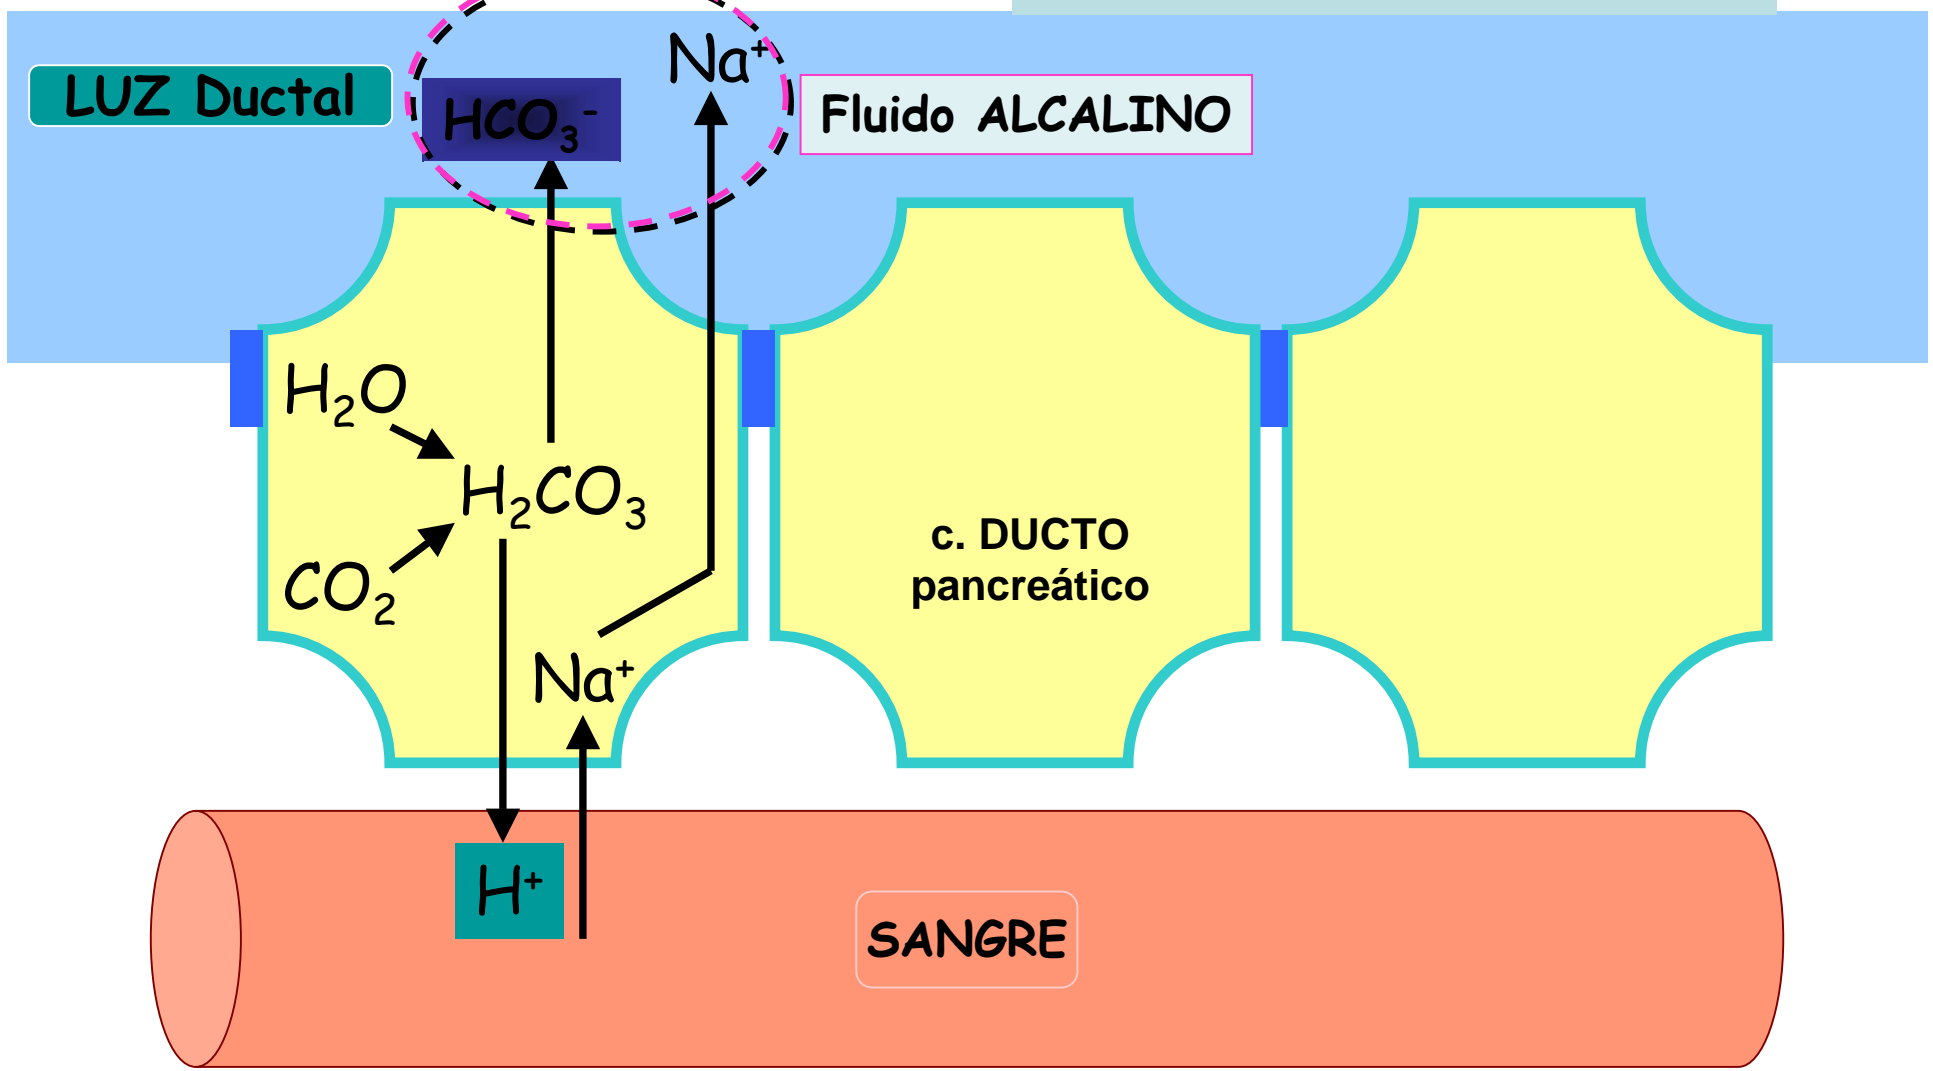 Na⁺
LUZ Ductal
HCO₃⁻
Fluido ALCALINO
H₂O
H₂CO₃
CO₂
c. DUCTO
pancreático
Na⁺
H⁺
SANGRE